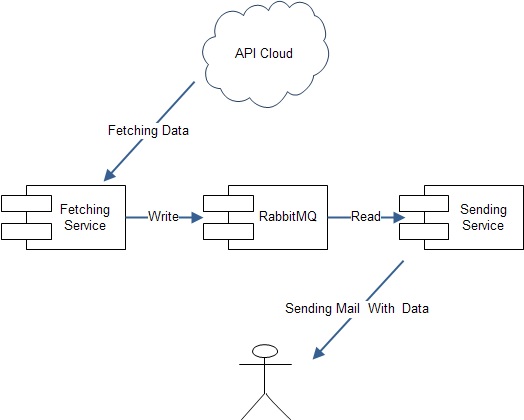 API Cloud
Fetching Data
Fetching
Service
Write
RabbitMQ
Read
Sending
Service
Sending Mail With Data